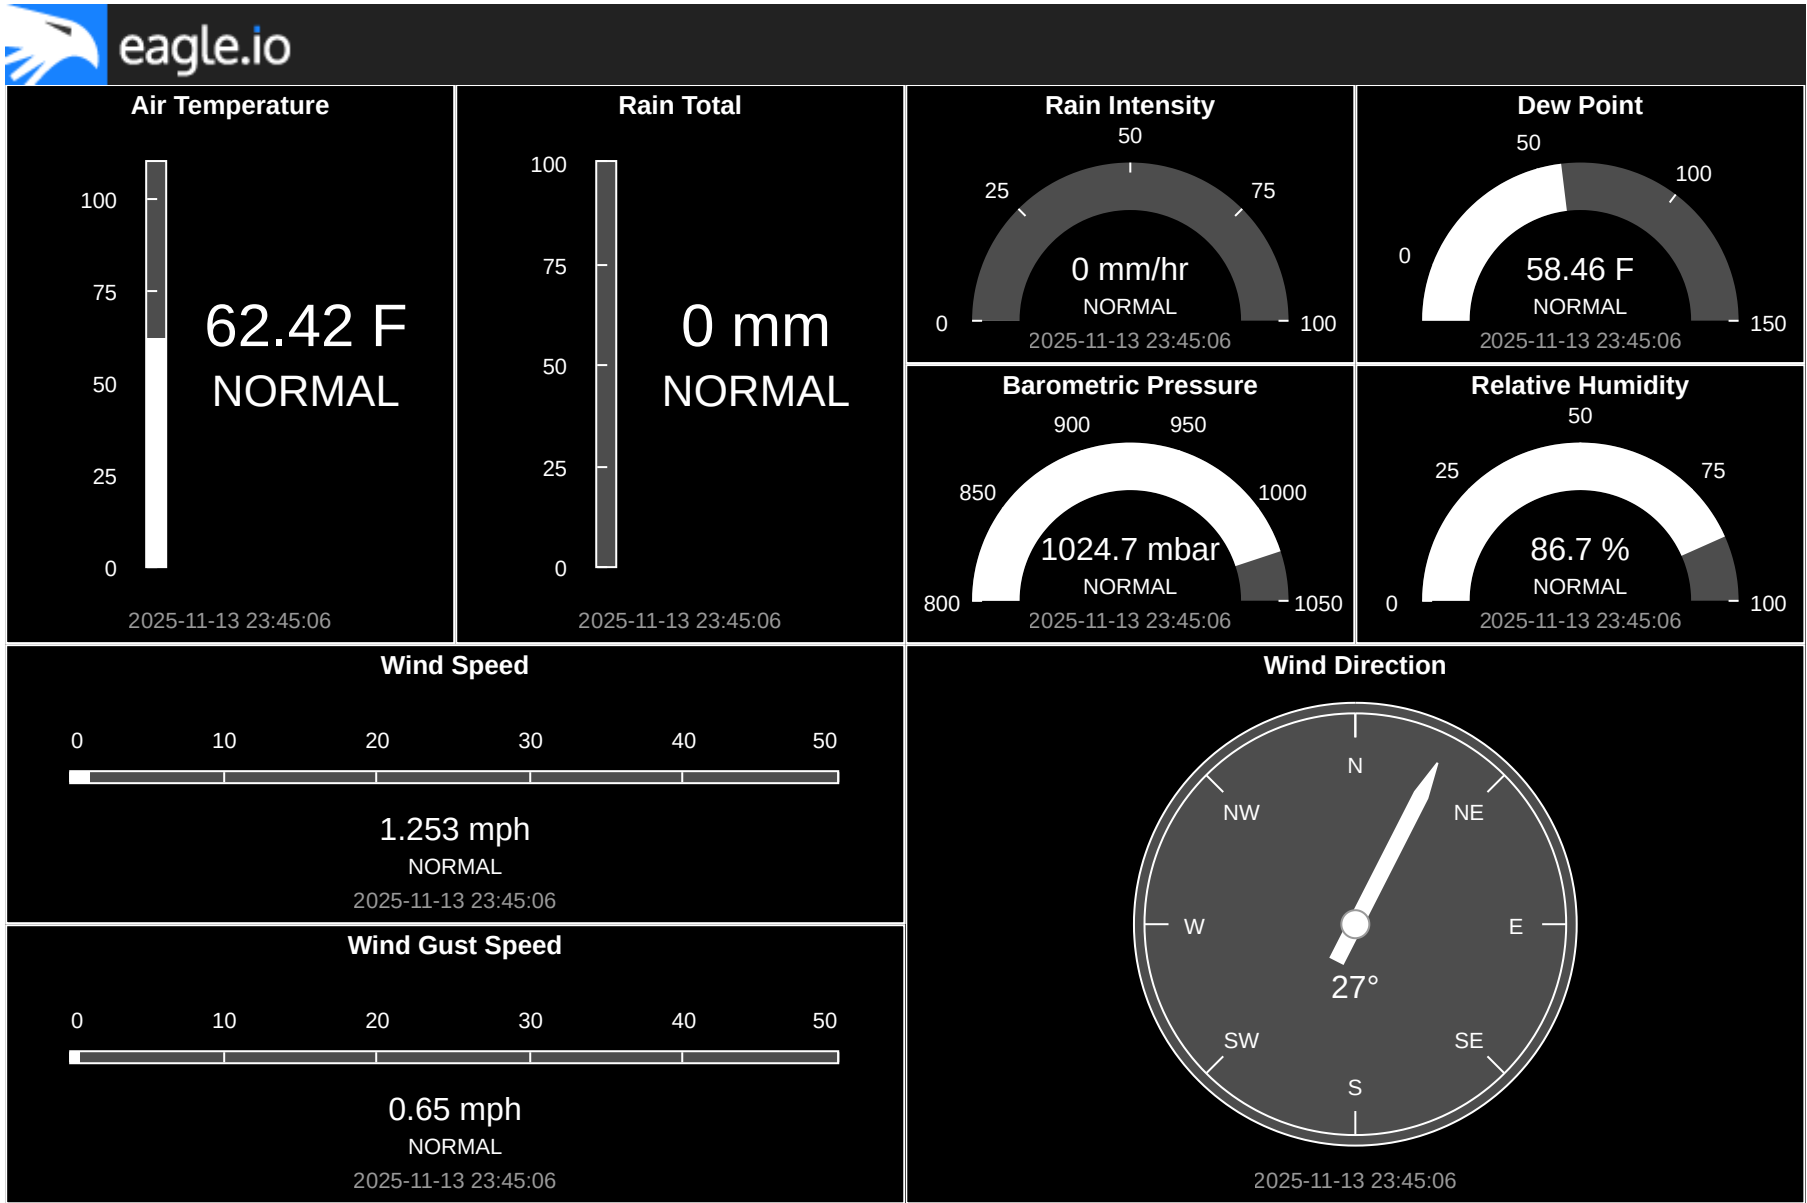 eagle.io
Air Temperature
100
75
50
25
0
62.42 F
NORMAL
2025-11-13 23:45:06
Rain Total
100
75
50
25
0
0 mm
NORMAL
2025-11-13 23:45:06
Rain Intensity
50
25
75
0
100
0 mm/hr
NORMAL
2025-11-13 23:45:06
Dew Point
50
100
0
150
58.46 F
NORMAL
2025-11-13 23:45:06
Barometric Pressure
900
950
850
1000
800
1050
1024.7 mbar
NORMAL
2025-11-13 23:45:06
Relative Humidity
50
25
75
0
100
86.7 %
NORMAL
2025-11-13 23:45:06
Wind Speed
0 10 20 30 40 50
1.253 mph
NORMAL
2025-11-13 23:45:06
Wind Gust Speed
0 10 20 30 40 50
0.65 mph
NORMAL
2025-11-13 23:45:06
Wind Direction
N
NW
NE
W
E
27°
SW
SE
S
2025-11-13 23:45:06